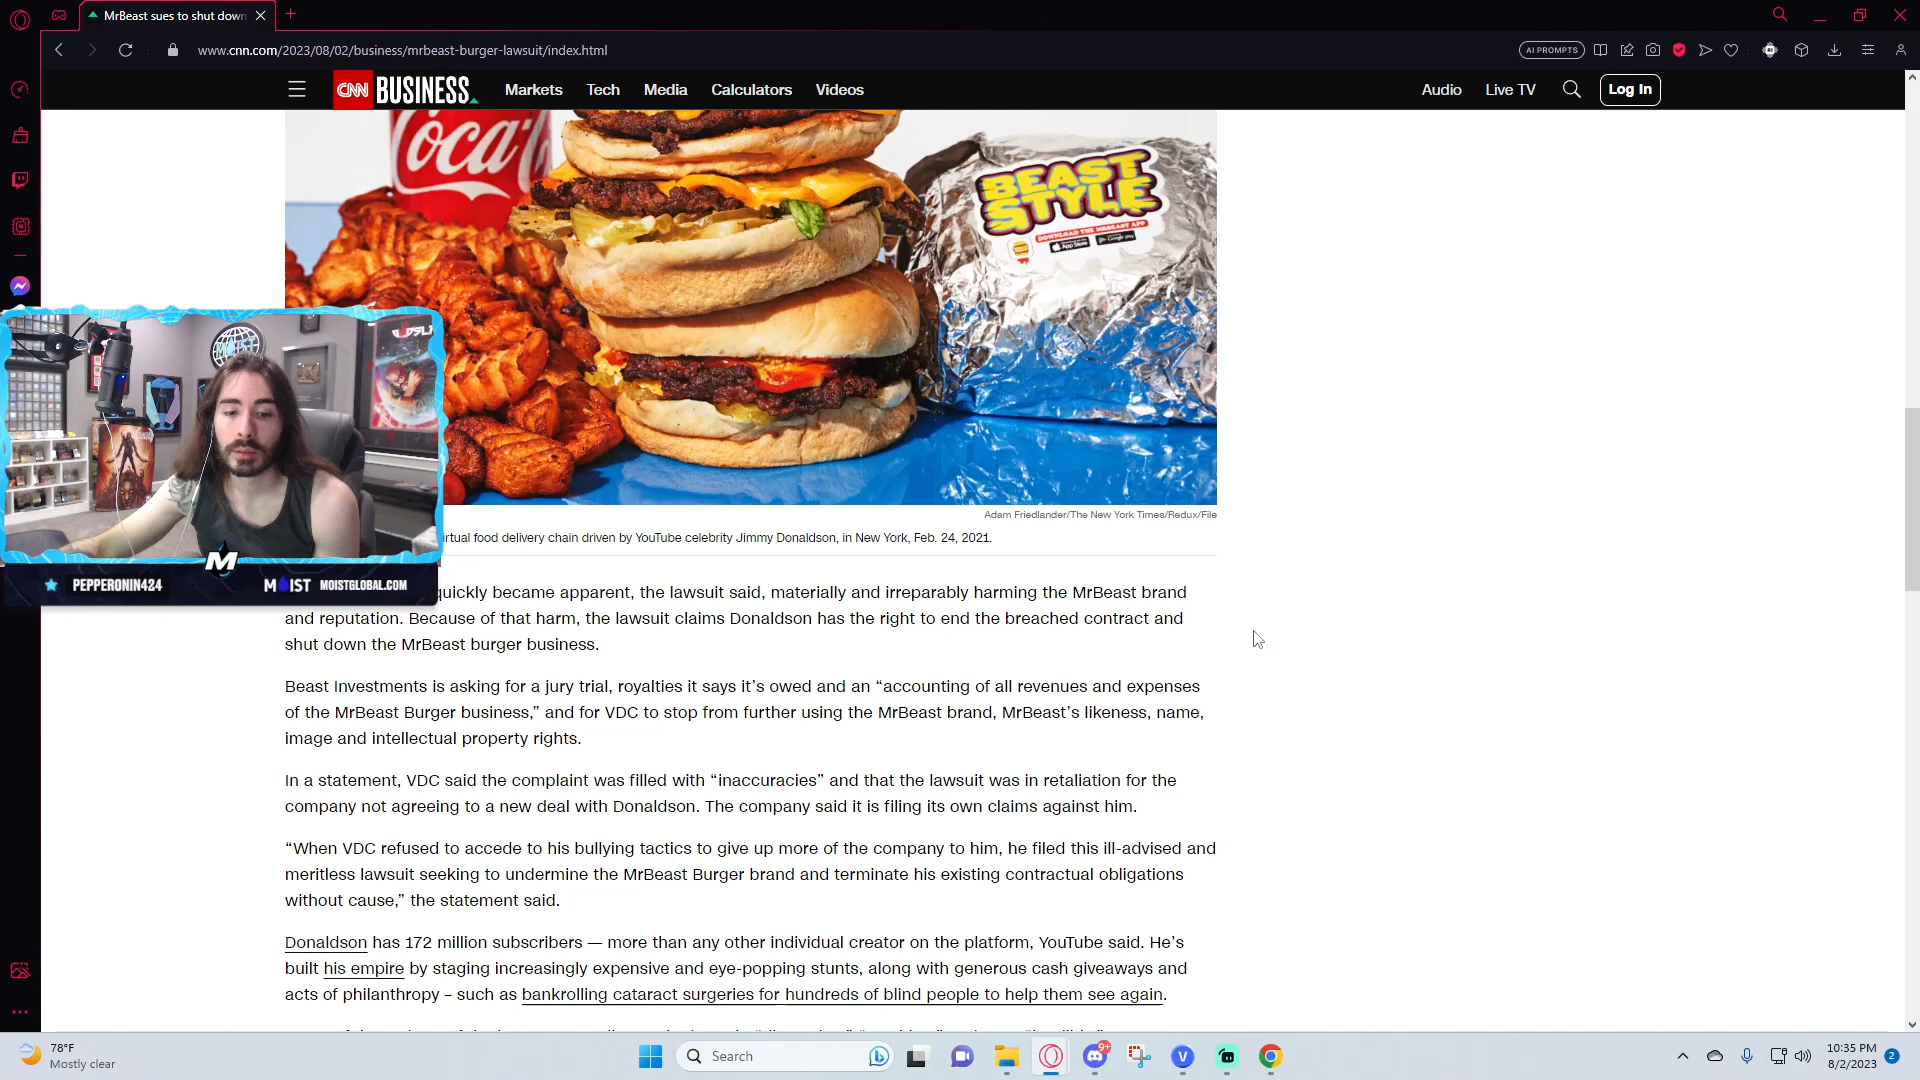 MrBeast sues to shut down
www.cnn.com/2023/08/02/business/mrbeast-burger-lawsuit/index.html
AI PROMPTS
CNN BUSINESS
Markets
Tech
Media
Calculators
Videos
Audio
Live TV
Log In
Coca
BEAST
STYLE
DOWNLOAD THE MRBEAST APP
App Store
Google play
Adam Friedlander/The New York Times/Redux/File
irtual food delivery chain driven by YouTube celebrity Jimmy Donaldson, in New York, Feb. 24, 2021.
MOIST
M
PEPPERONIN424
MOIST
MOISTGLOBAL.COM
quickly became apparent, the lawsuit said, materially and irreparably harming the MrBeast brand
and reputation. Because of that harm, the lawsuit claims Donaldson has the right to end the breached contract and
shut down the MrBeast burger business.
Beast Investments is asking for a jury trial, royalties it says it’s owed and an “accounting of all revenues and expenses
of the MrBeast Burger business,” and for VDC to stop from further using the MrBeast brand, MrBeast’s likeness, name,
image and intellectual property rights.
In a statement, VDC said the complaint was filled with “inaccuracies” and that the lawsuit was in retaliation for the
company not agreeing to a new deal with Donaldson. The company said it is filing its own claims against him.
“When VDC refused to accede to his bullying tactics to give up more of the company to him, he filed this ill-advised and
meritless lawsuit seeking to undermine the MrBeast Burger brand and terminate his existing contractual obligations
without cause,” the statement said.
Donaldson has 172 million subscribers — more than any other individual creator on the platform, YouTube said. He’s
built his empire by staging increasingly expensive and eye-popping stunts, along with generous cash giveaways and
acts of philanthropy – such as bankrolling cataract surgeries for hundreds of blind people to help them see again.
78°F
Mostly clear
Search
9+
V
10:35 PM
8/2/2023
2